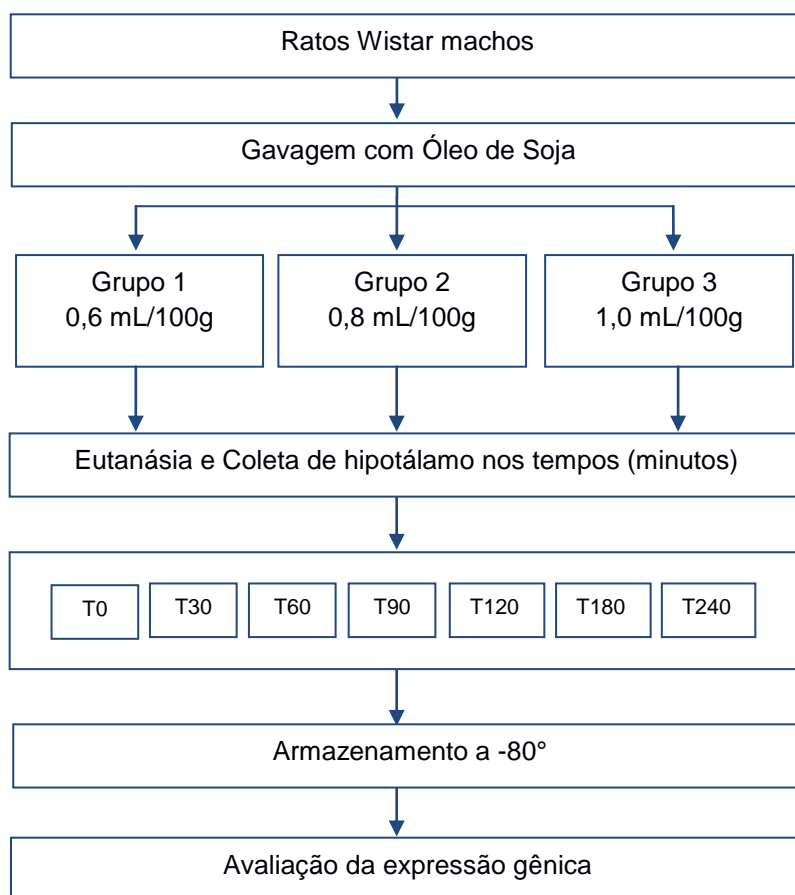 Ratos Wistar machos
Gavagem com Óleo de Soja
Grupo 1
0,6 mL/100g
Grupo 2
0,8 mL/100g
Grupo 3
1,0 mL/100g
Eutanásia e Coleta de hipotálamo nos tempos (minutos)
T0
T30
T60
T90
T120
T180
T240
Armazenamento a -80°
Avaliação da expressão gênica